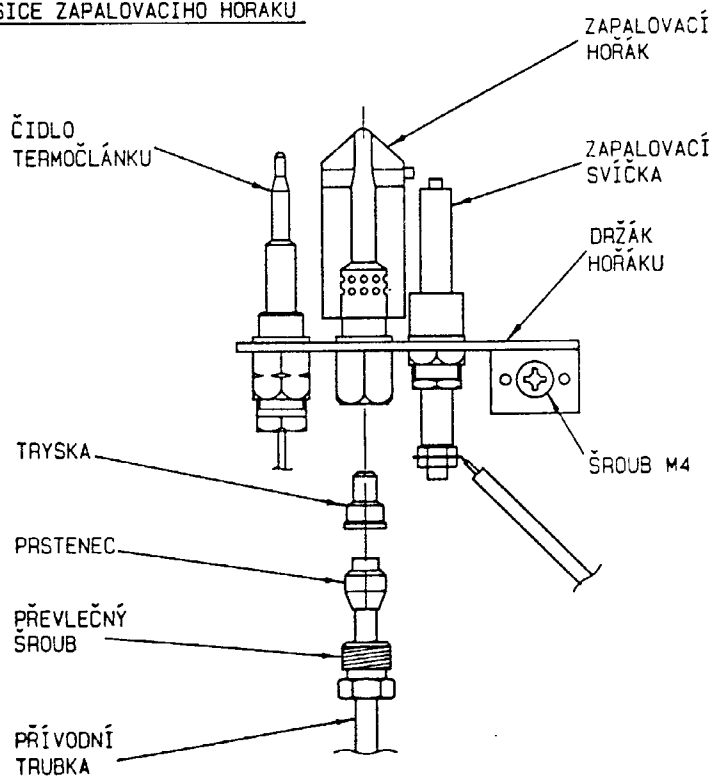 SICE ZAPALOVACÍHO HOŘÁKU
ZAPALOVACÍ
HOŘÁK
ČIDLO
TERMOČLÁNKU
ZAPALOVACÍ
SVÍČKA
DRŽÁK
HOŘÁKU
TRYSKA
ŠROUB M4
PRSTENEC
PŘEVLEČNÝ
ŠROUB
PŘÍVODNÍ
TRUBKA